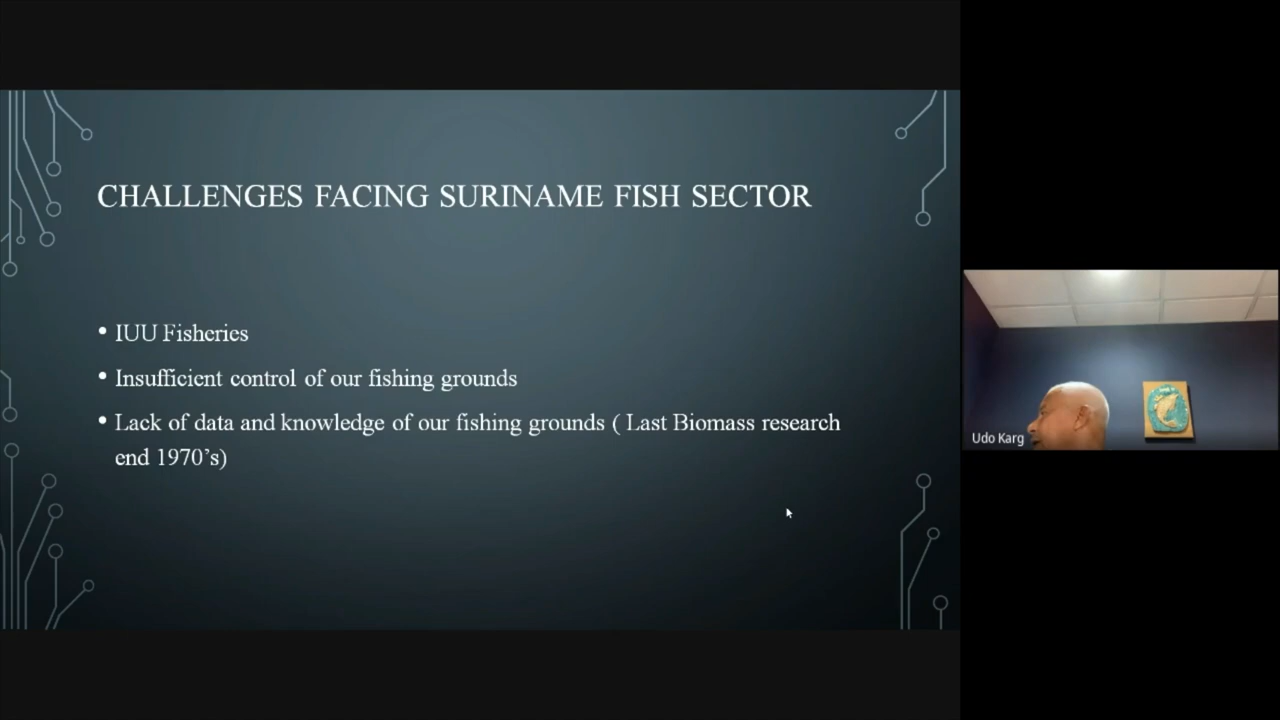 CHALLENGES FACING SURINAME FISH SECTOR
• IUU Fisheries
• Insufficient control of our fishing grounds
• Lack of data and knowledge of our fishing grounds ( Last Biomass research
end 1970’s)
Udo Karg